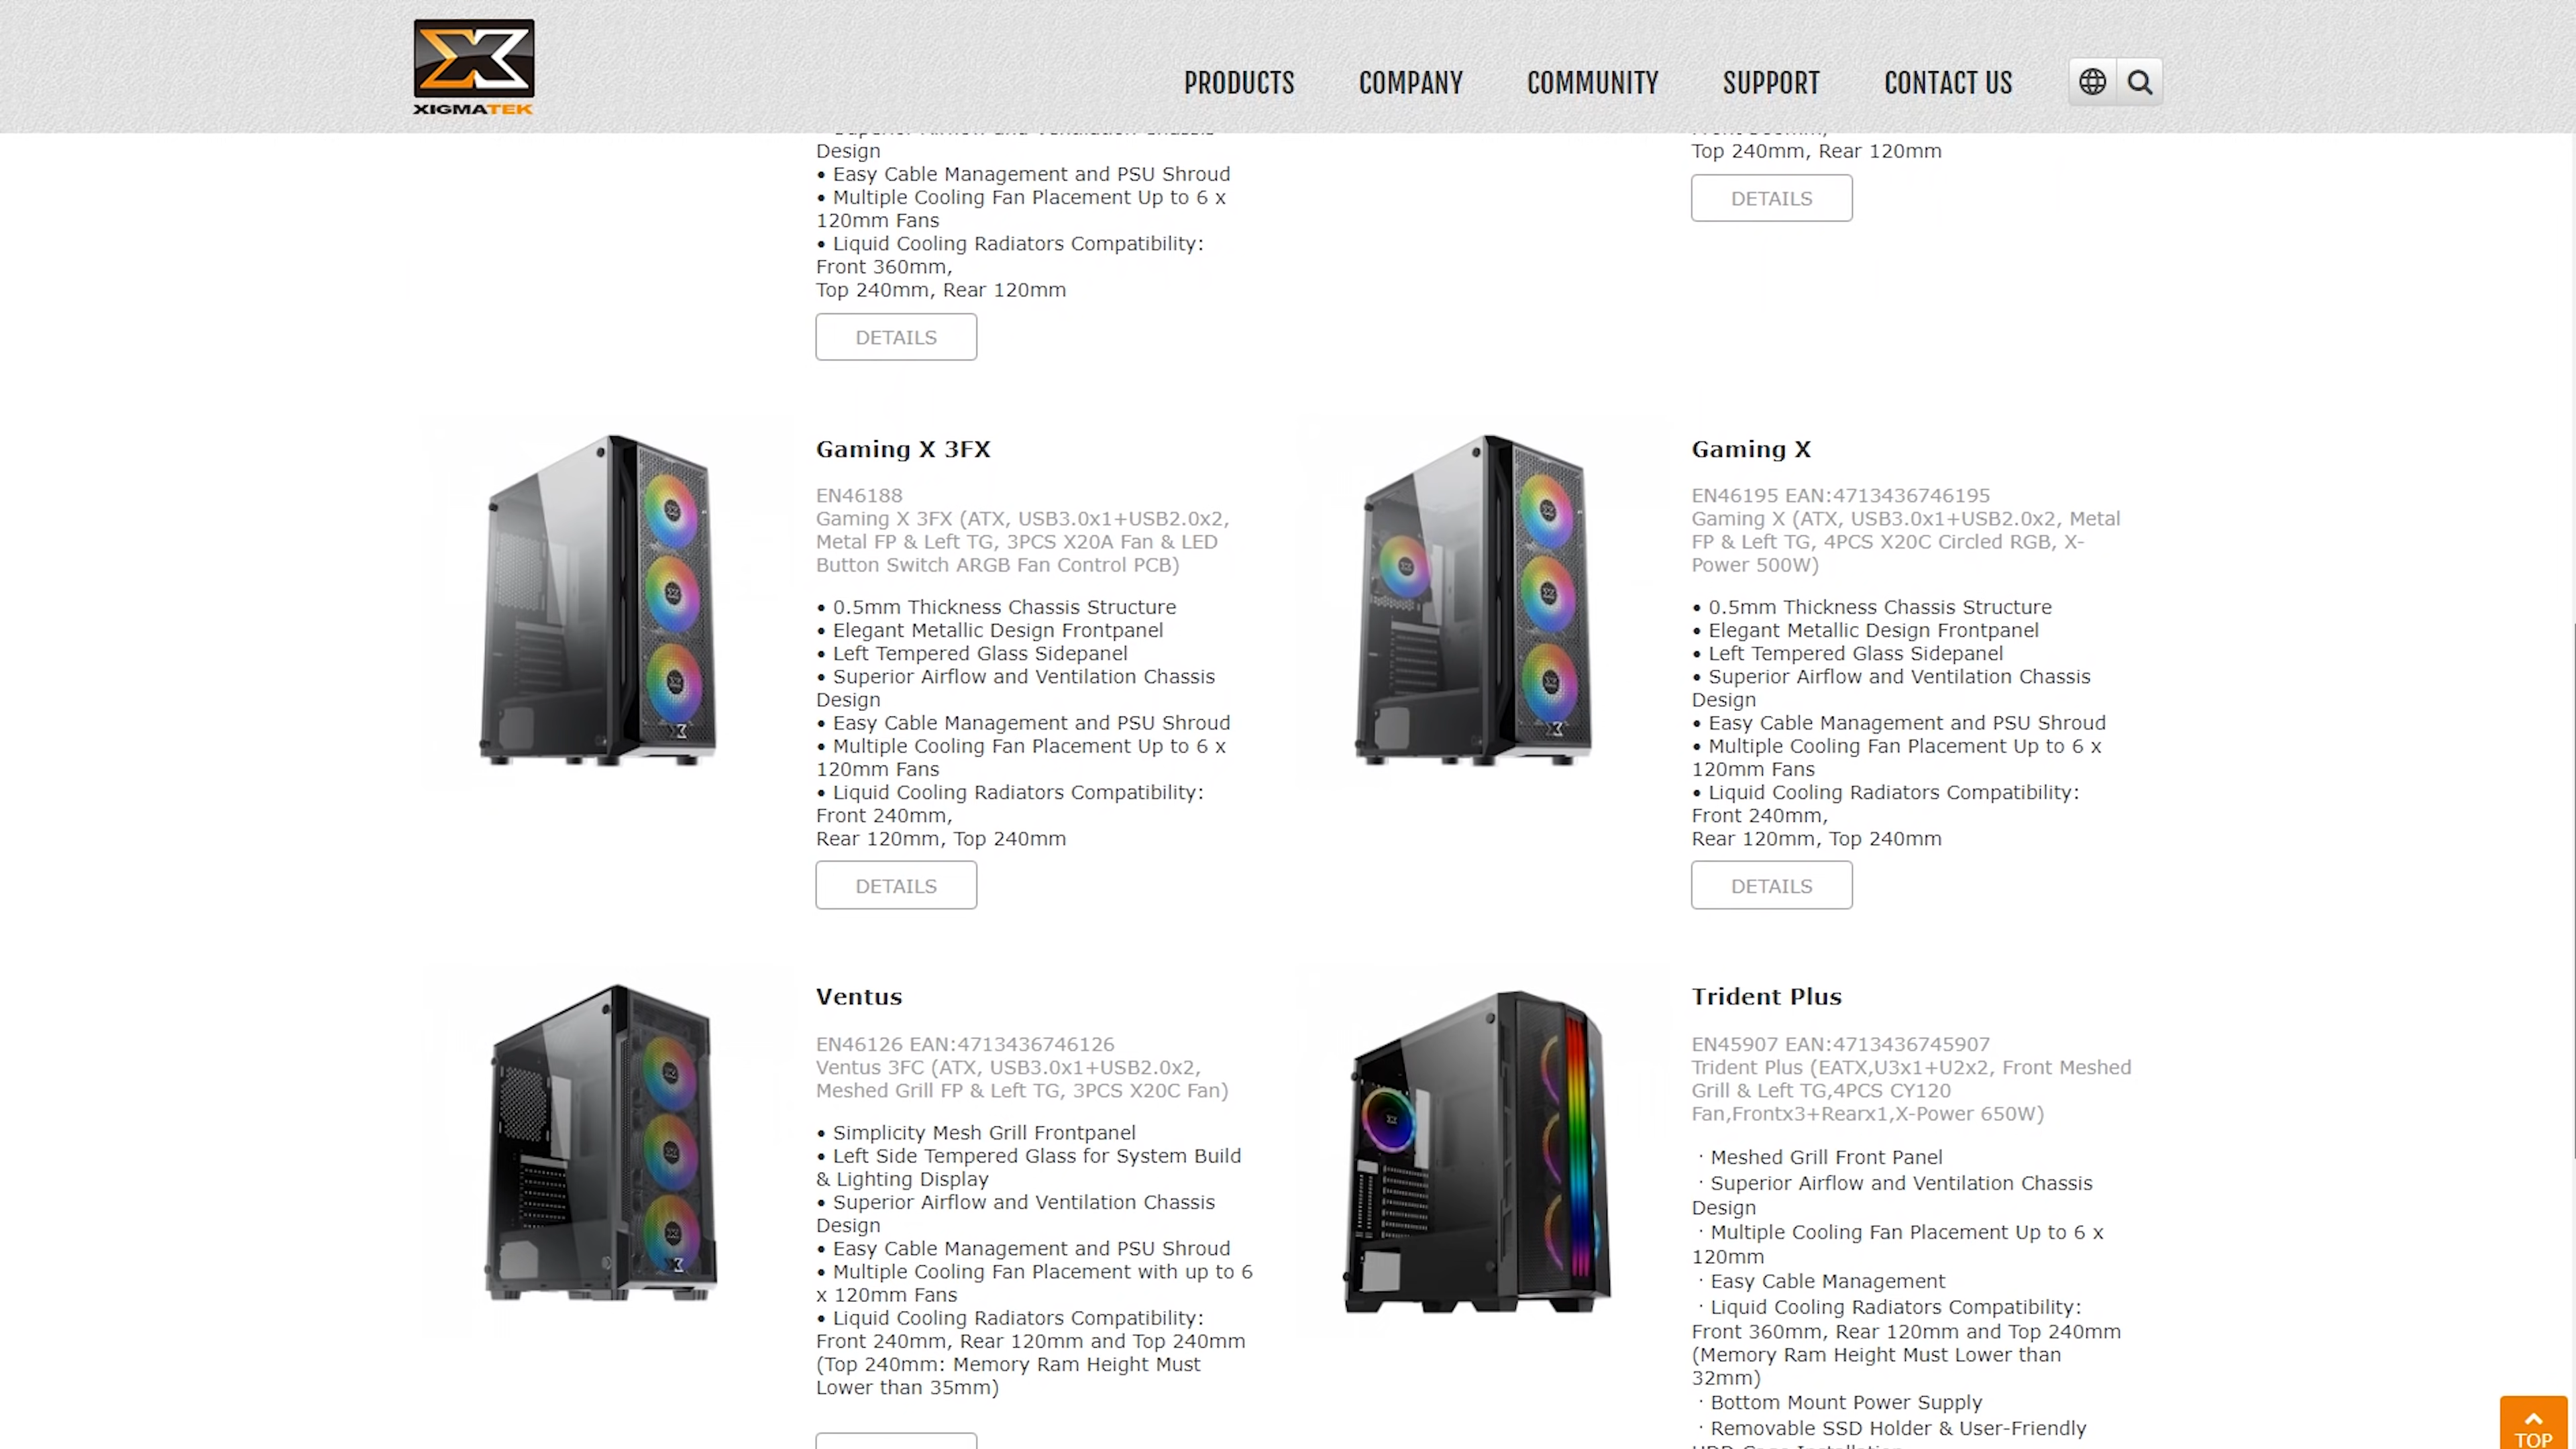 XIGMATEK
PRODUCTS
COMPANY
COMMUNITY
SUPPORT
CONTACT US
Design
• Easy Cable Management and PSU Shroud
• Multiple Cooling Fan Placement Up to 6 x
120mm Fans
• Liquid Cooling Radiators Compatibility:
Front 360mm,
Top 240mm, Rear 120mm
DETAILS
Top 240mm, Rear 120mm
DETAILS
Gaming X 3FX
EN46188
Gaming X 3FX (ATX, USB3.0x1+USB2.0x2,
Metal FP & Left TG, 3PCS X20A Fan & LED
Button Switch ARGB Fan Control PCB)
• 0.5mm Thickness Chassis Structure
• Elegant Metallic Design Frontpanel
• Left Tempered Glass Sidepanel
• Superior Airflow and Ventilation Chassis
Design
• Easy Cable Management and PSU Shroud
• Multiple Cooling Fan Placement Up to 6 x
120mm Fans
• Liquid Cooling Radiators Compatibility:
Front 240mm,
Rear 120mm, Top 240mm
DETAILS
Gaming X
EN46195 EAN:4713436746195
Gaming X (ATX, USB3.0x1+USB2.0x2, Metal
FP & Left TG, 4PCS X20C Circled RGB, X-
Power 500W)
• 0.5mm Thickness Chassis Structure
• Elegant Metallic Design Frontpanel
• Left Tempered Glass Sidepanel
• Superior Airflow and Ventilation Chassis
Design
• Easy Cable Management and PSU Shroud
• Multiple Cooling Fan Placement Up to 6 x
120mm Fans
• Liquid Cooling Radiators Compatibility:
Front 240mm,
Rear 120mm, Top 240mm
DETAILS
Ventus
EN46126 EAN:4713436746126
Ventus 3FC (ATX, USB3.0x1+USB2.0x2,
Meshed Grill FP & Left TG, 3PCS X20C Fan)
• Simplicity Mesh Grill Frontpanel
• Left Side Tempered Glass for System Build
& Lighting Display
• Superior Airflow and Ventilation Chassis
Design
• Easy Cable Management and PSU Shroud
• Multiple Cooling Fan Placement with up to 6
x 120mm Fans
• Liquid Cooling Radiators Compatibility:
Front 240mm, Rear 120mm and Top 240mm
(Top 240mm: Memory Ram Height Must
Lower than 35mm)
Trident Plus
EN45907 EAN:4713436745907
Trident Plus (EATX,U3x1+U2x2, Front Meshed
Grill & Left TG,4PCS CY120
Fan,Frontx3+Rearx1,X-Power 650W)
· Meshed Grill Front Panel
· Superior Airflow and Ventilation Chassis
Design
· Multiple Cooling Fan Placement Up to 6 x
120mm
· Easy Cable Management
· Liquid Cooling Radiators Compatibility:
Front 360mm, Rear 120mm and Top 240mm
(Memory Ram Height Must Lower than
32mm)
· Bottom Mount Power Supply
· Removable SSD Holder & User-Friendly
TOP